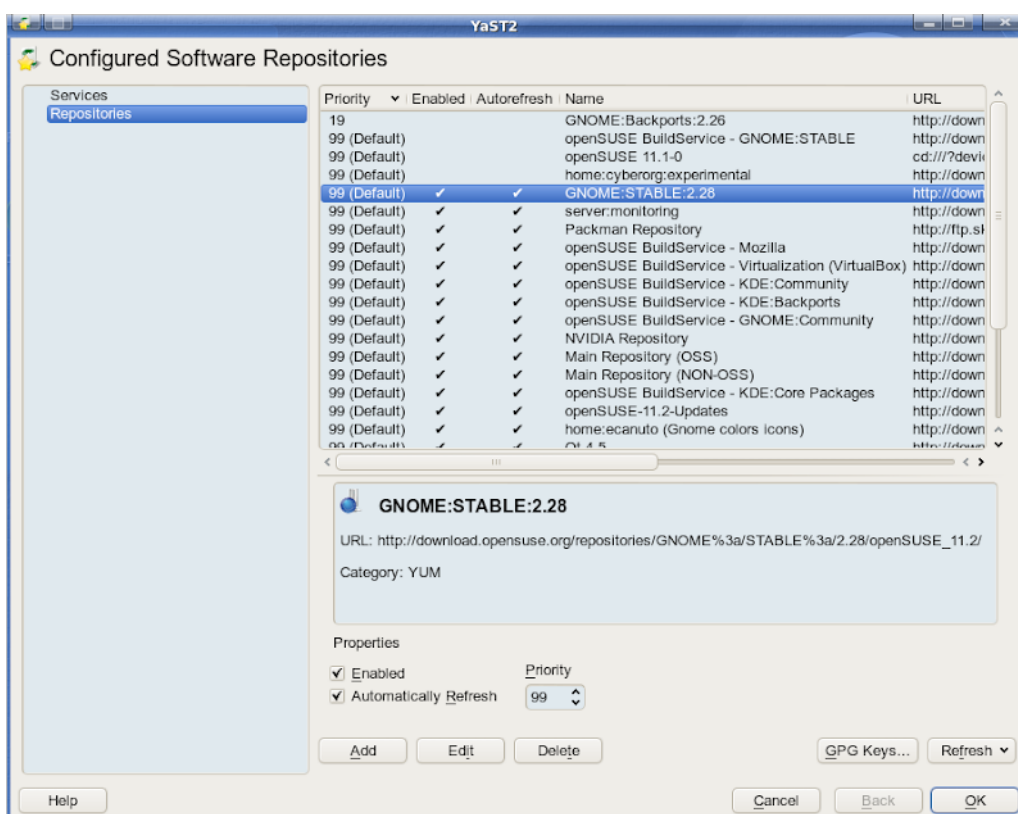 YaST2
Configured Software Repositories
Services
Repositories
Priority Enabled Autorefresh Name URL
19 GNOME:Backports:2.26 http://down
99 (Default) openSUSE BuildService - GNOME:STABLE http://down
99 (Default) openSUSE 11.1-0 cd:///?devi
99 (Default) home:cyberorg:experimental http://down
99 (Default) ✔ ✔ GNOME:STABLE:2.28 http://down
99 (Default) ✔ ✔ server:monitoring http://down
99 (Default) ✔ ✔ Packman Repository http://ftp.sk
99 (Default) ✔ ✔ openSUSE BuildService - Mozilla http://down
99 (Default) ✔ ✔ openSUSE BuildService - Virtualization (VirtualBox) http://down
99 (Default) ✔ ✔ openSUSE BuildService - KDE:Community http://down
99 (Default) ✔ ✔ openSUSE BuildService - KDE:Backports http://down
99 (Default) ✔ ✔ openSUSE BuildService - GNOME:Community http://down
99 (Default) ✔ ✔ NVIDIA Repository http://down
99 (Default) ✔ ✔ Main Repository (OSS) http://down
99 (Default) ✔ ✔ Main Repository (NON-OSS) http://down
99 (Default) ✔ ✔ openSUSE BuildService - KDE:Core Packages http://down
99 (Default) ✔ ✔ openSUSE-11.2-Updates http://down
99 (Default) ✔ ✔ home:ecanuto (Gnome colors icons) http://down
99 (Default) ✔ ✔ Qt 4.5 http://down
GNOME:STABLE:2.28
URL: http://download.opensuse.org/repositories/GNOME%3a/STABLE%3a/2.28/openSUSE_11.2/
Category: YUM
Properties
Enabled
Priority
Automatically Refresh
99
Add Edit Delete GPG Keys... Refresh
Help Cancel Back OK